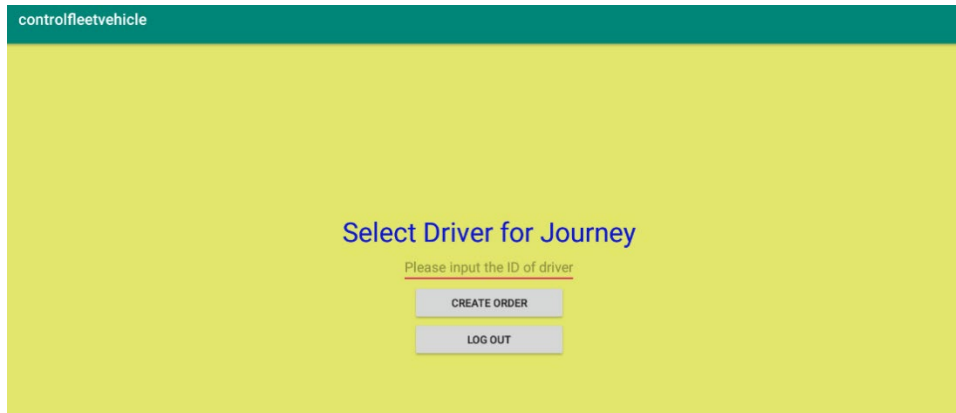 controlfleetvehicle
Select Driver for Journey
Please input the ID of driver
CREATE ORDER
LOG OUT